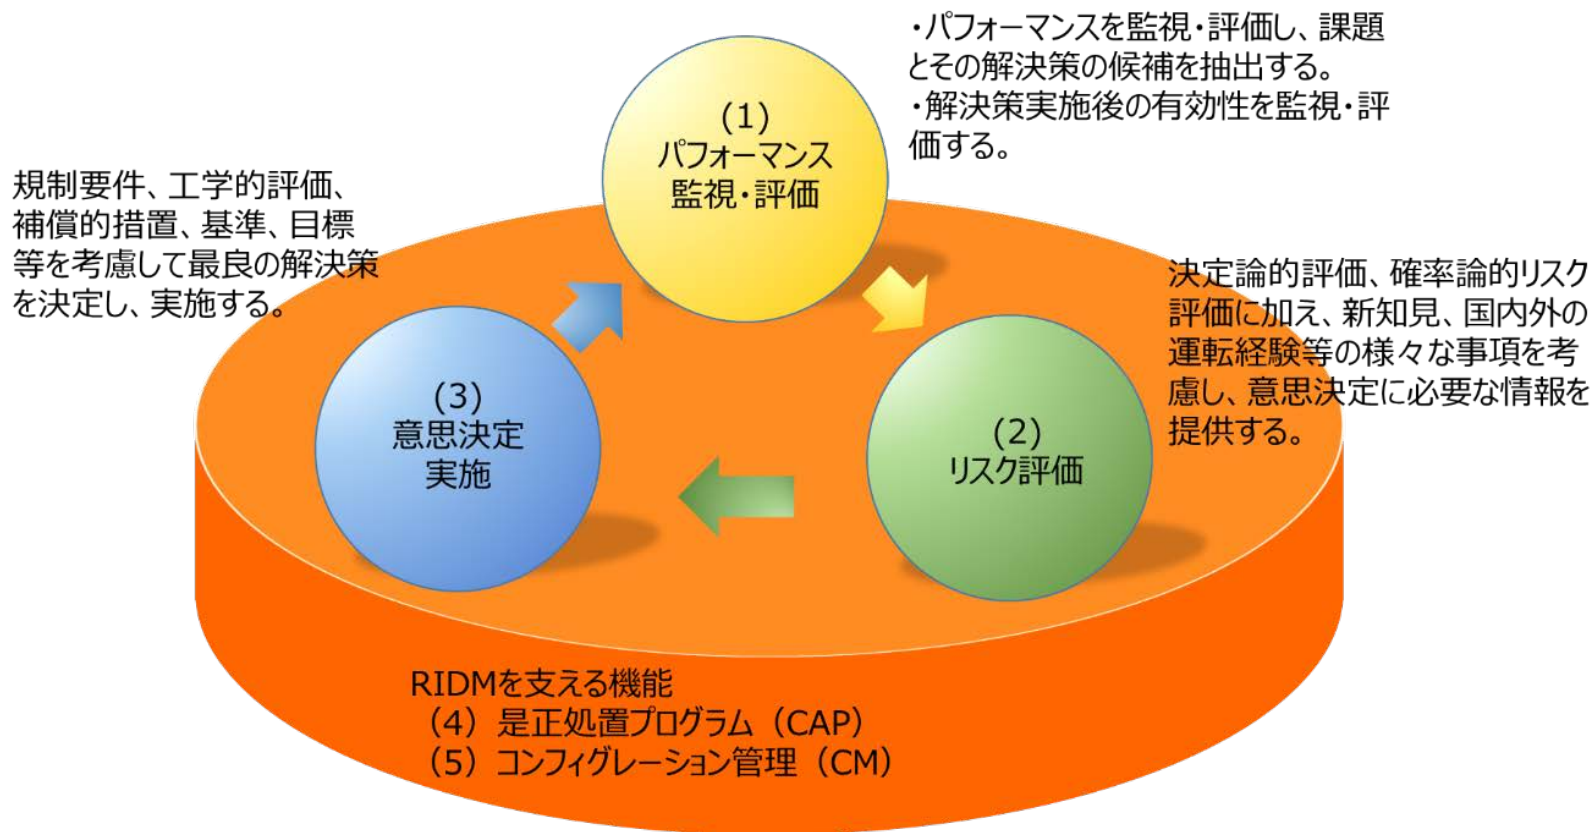 ・パフォーマンスを監視・評価し、課題
とその解決策の候補を抽出する。
・解決策実施後の有効性を監視・評
価する。
(1)
パフォーマンス
監視・評価
規制要件、工学的評価、
補償的措置、基準、目標
等を考慮して最良の解決策
を決定し、実施する。
決定論的評価、確率論的リスク
評価に加え、新知見、国内外の
運転経験等の様々な事項を考
慮し、意思決定に必要な情報を
提供する。
(3)
意思決定
実施
(2)
リスク評価
RIDMを支える機能
（4）是正処置プログラム（CAP）
（5）コンフィグレーション管理（CM）